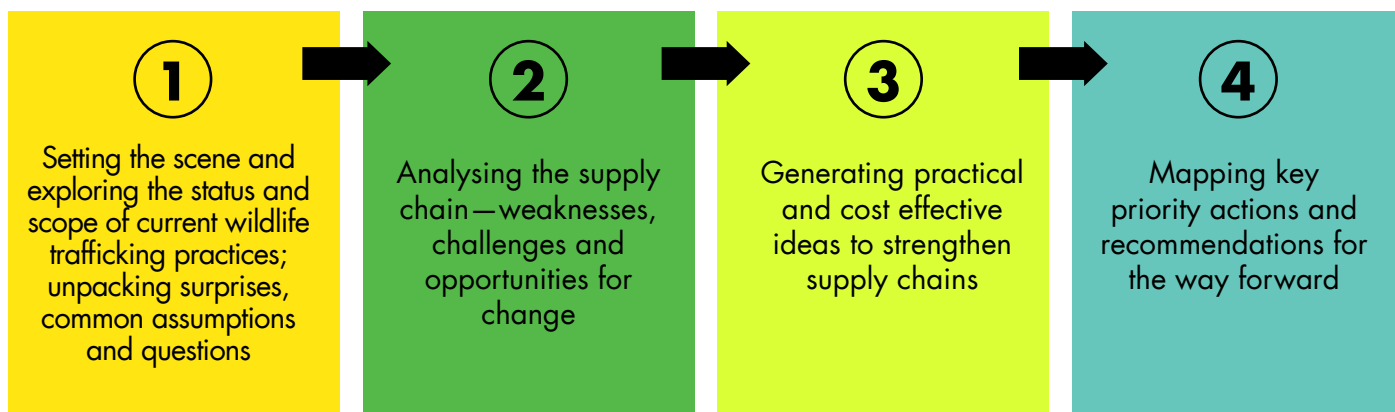 1
Setting the scene and
exploring the status and
scope of current wildlife
trafficking practices;
unpacking surprises,
common assumptions
and questions
2
Analysing the supply
chain—weaknesses,
challenges and
opportunities for
change
3
Generating practical
and cost effective
ideas to strengthen
supply chains
4
Mapping key
priority actions and
recommendations for
the way forward